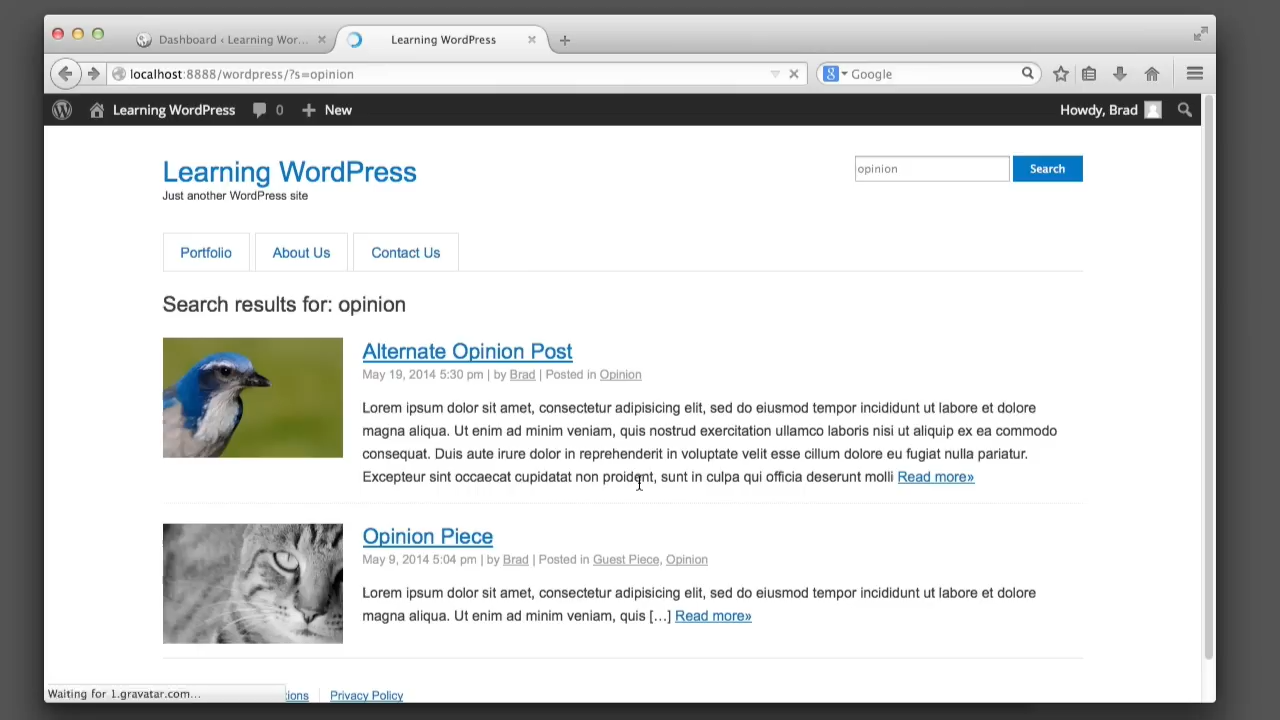 Dashboard ‹ Learning Wor...
Learning WordPress
localhost:8888/wordpress/?s=opinion
Google
Learning WordPress
0
New
Howdy, Brad
Learning WordPress
Just another WordPress site
opinion
Search
Portfolio
About Us
Contact Us
Search results for: opinion
Alternate Opinion Post
May 19, 2014 5:30 pm | by Brad | Posted in Opinion
Lorem ipsum dolor sit amet, consectetur adipisicing elit, sed do eiusmod tempor incididunt ut labore et dolore
magna aliqua. Ut enim ad minim veniam, quis nostrud exercitation ullamco laboris nisi ut aliquip ex ea commodo
consequat. Duis aute irure dolor in reprehenderit in voluptate velit esse cillum dolore eu fugiat nulla pariatur.
Excepteur sint occaecat cupidatat non proident, sunt in culpa qui officia deserunt molli Read more»
Opinion Piece
May 9, 2014 5:04 pm | by Brad | Posted in Guest Piece, Opinion
Lorem ipsum dolor sit amet, consectetur adipisicing elit, sed do eiusmod tempor incididunt ut labore et dolore
magna aliqua. Ut enim ad minim veniam, quis [...] Read more»
Waiting for 1.gravatar.com...
ions
Privacy Policy